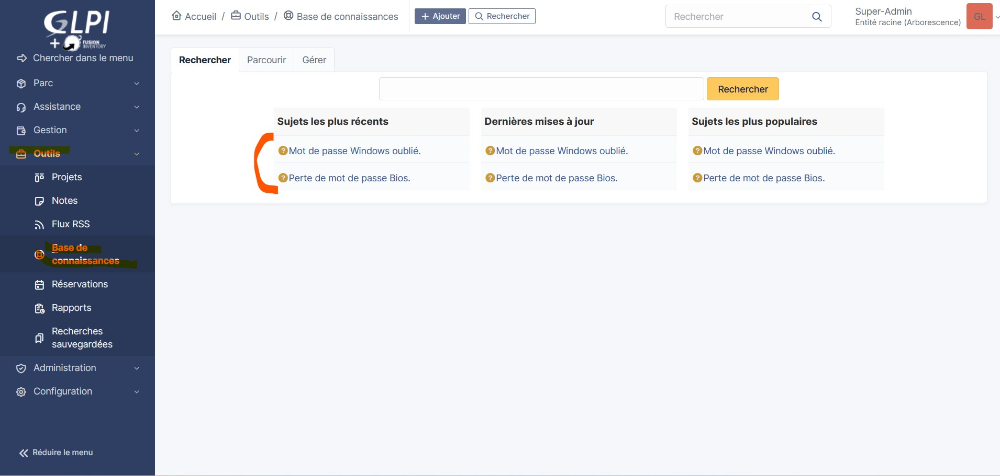 GLPI
+ FUSION
INVENTORY
Chercher dans le menu
Parc
Assistance
Gestion
Outils
Projets
Notes
Flux RSS
Base de
connaissances
Réservations
Rapports
Recherches
sauvegardées
Administration
Configuration
Réduire le menu
Accueil / Outils / Base de connaissances
+ Ajouter
Rechercher
Rechercher
Super-Admin
Entité racine (Arborescence)
GL
Rechercher
Parcourir
Gérer
Rechercher
Sujets les plus récents
Mot de passe Windows oublié.
Perte de mot de passe Bios.
Dernières mises à jour
Mot de passe Windows oublié.
Perte de mot de passe Bios.
Sujets les plus populaires
Mot de passe Windows oublié.
Perte de mot de passe Bios.